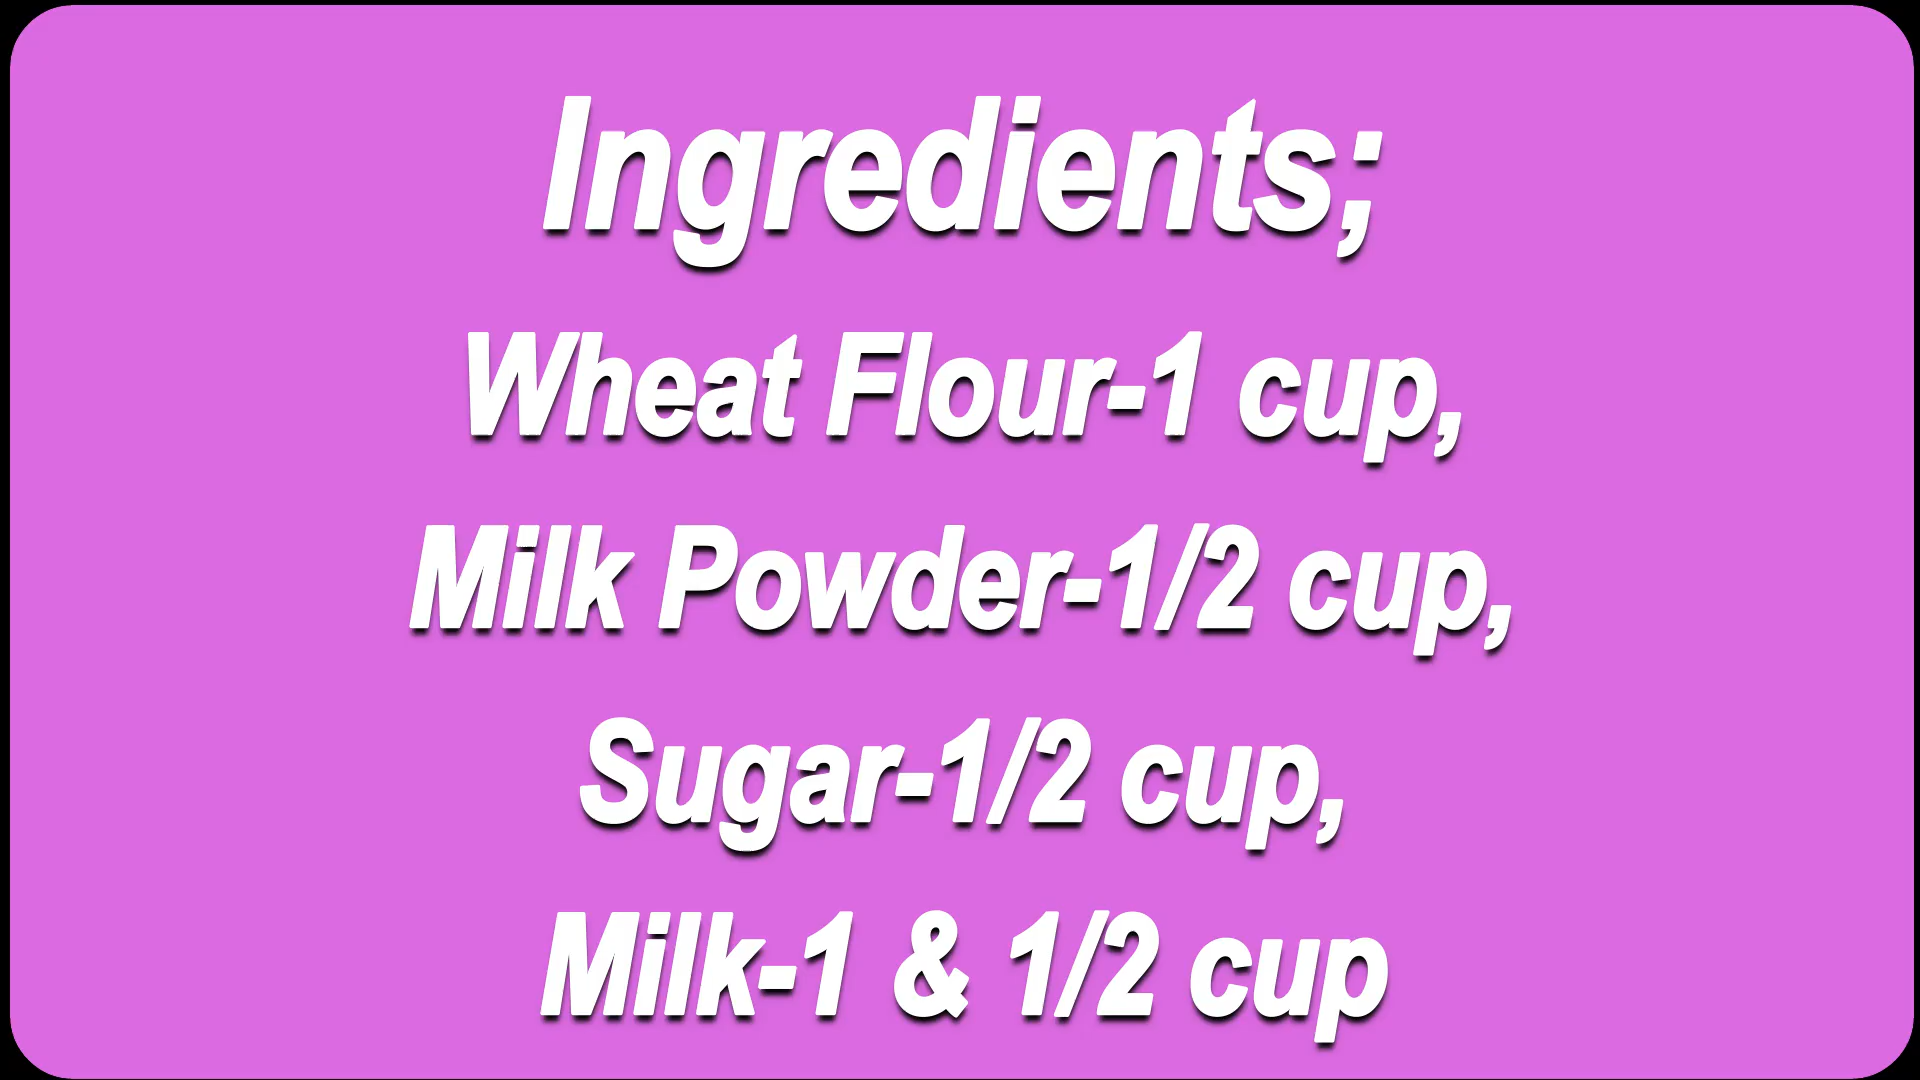 Ingredients;
Wheat Flour-1 cup,
Milk Powder-1/2 cup,
Sugar-1/2 cup,
Milk-1 & 1/2 cup